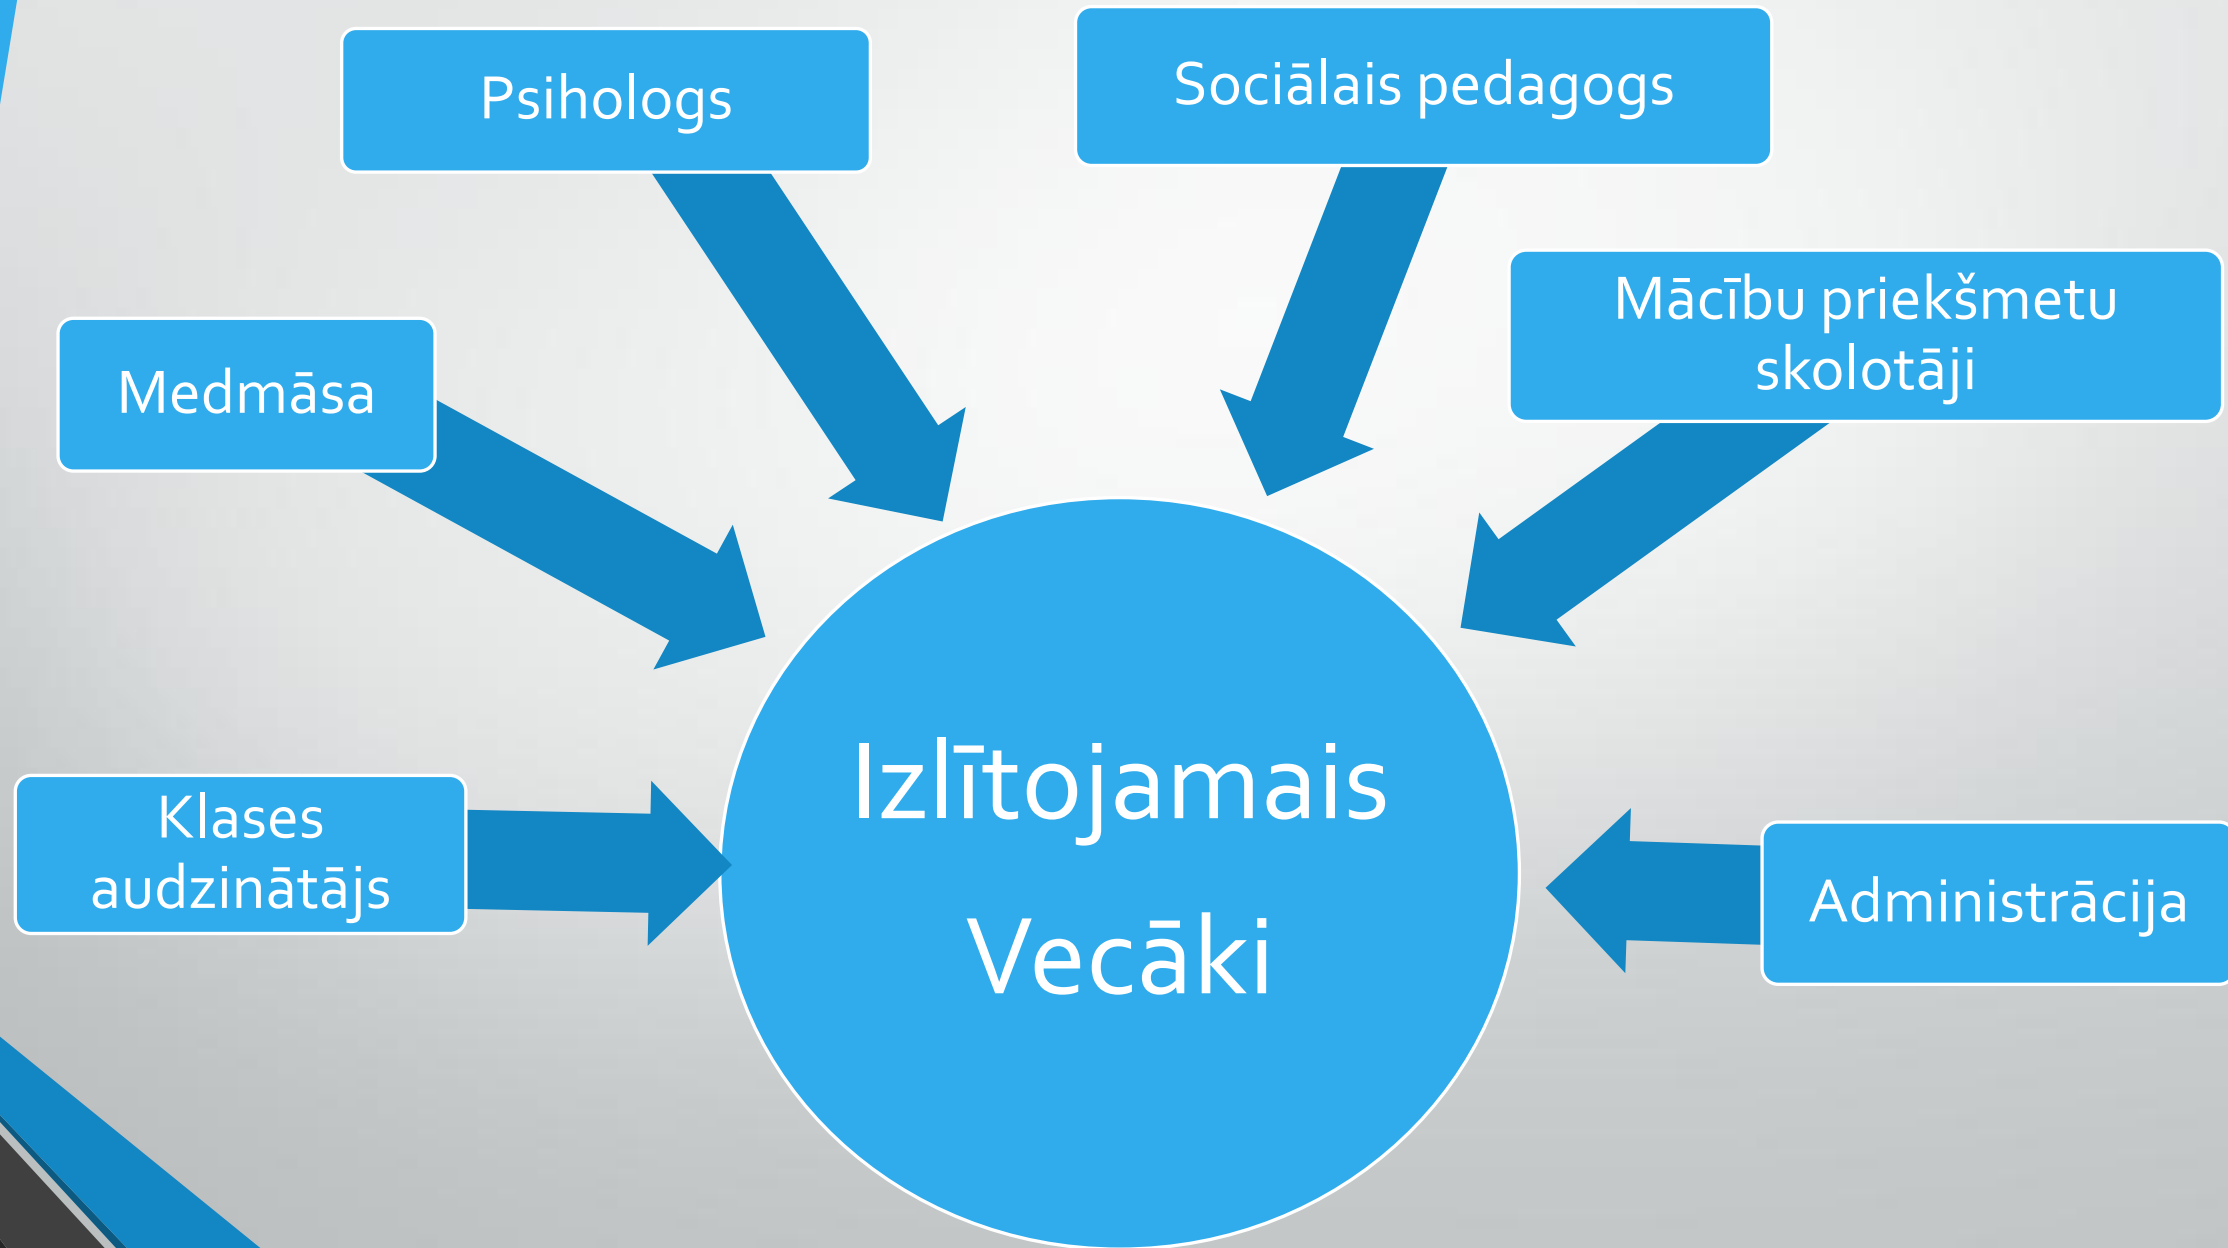 Psihologs
Sociālais pedagogs
Mācību priekšmetu
skolotāji
Medmāsa
Izlītojamais
Vecāki
Klases
audzinātājs
Administrācija